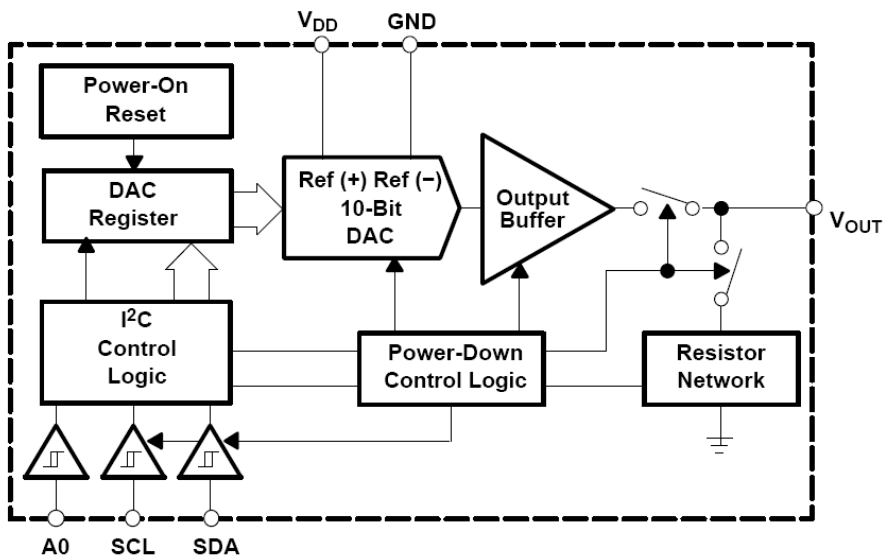 VDD
GND
Power-On
Reset
DAC
Register
Ref (+) Ref (−)
10-Bit
DAC
Output
Buffer
VOUT
I²C
Control
Logic
Power-Down
Control Logic
Resistor
Network
A0
SCL
SDA